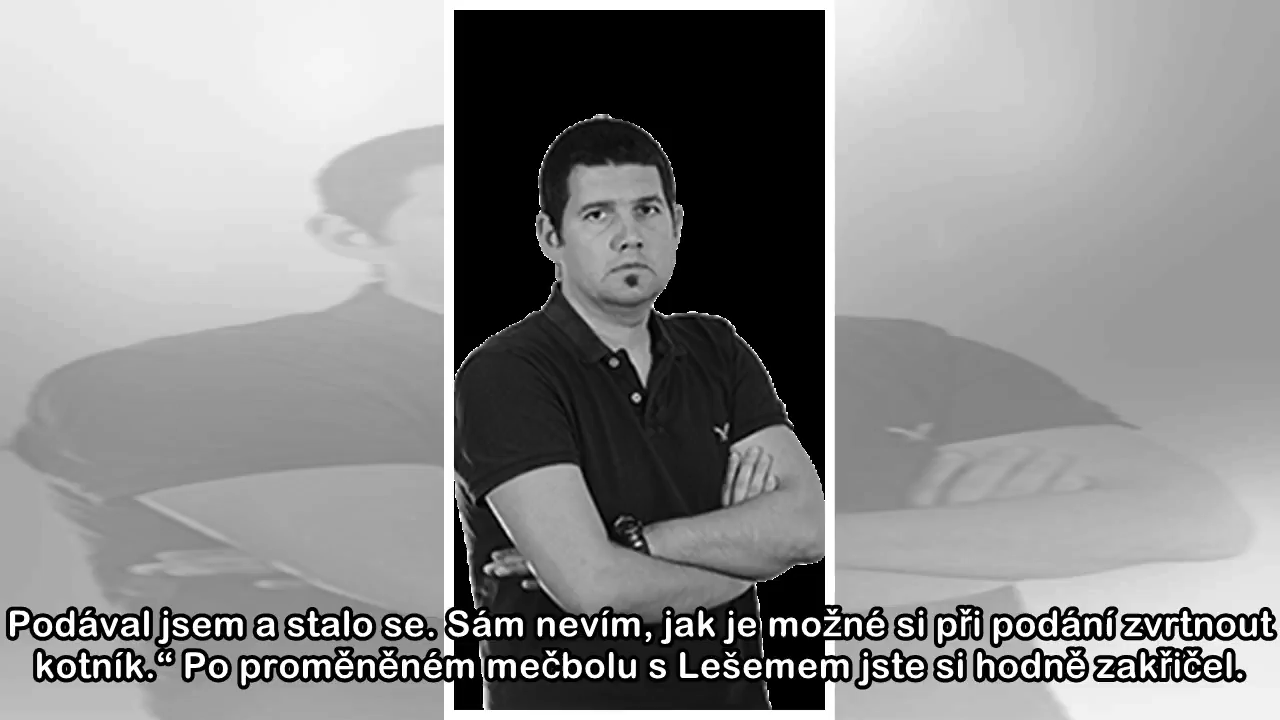 Podával jsem a stalo se. Sám nevím, jak je možné si při podání zvrtnout
kotník.“ Po proměněném mečbolu s Lešemem jste si hodně zakřičel.